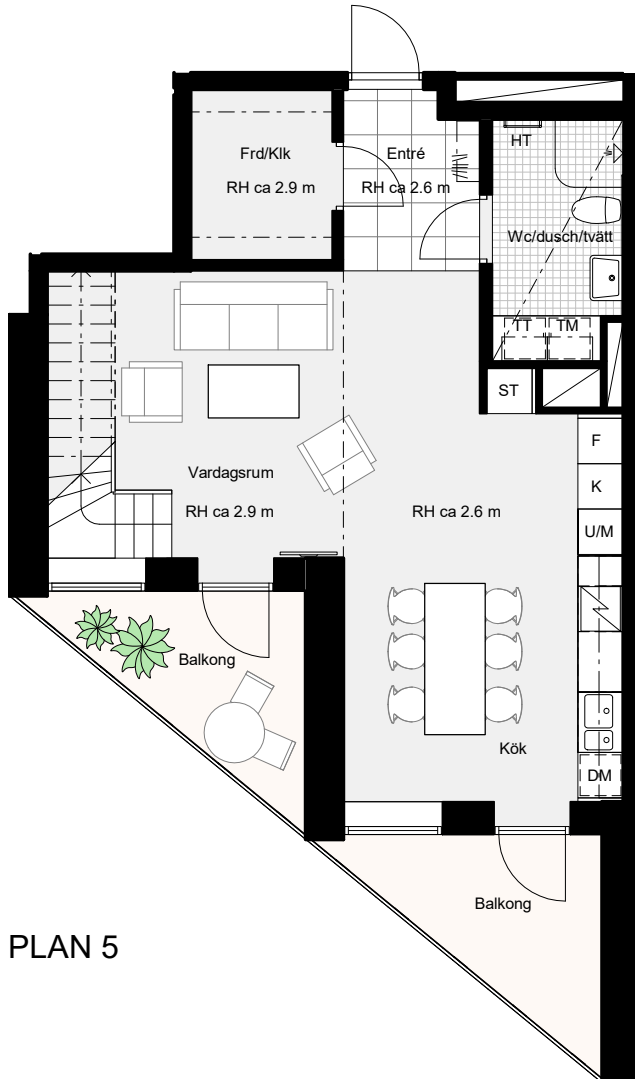 HT
Frd/Klk
Entré
RH ca 2.9 m
RH ca 2.6 m
Wc/dusch/tvätt
TT
TM
ST
F
K
U/M
Vardagsrum
RH ca 2.9 m
RH ca 2.6 m
Balkong
Kök
DM
Balkong
PLAN 5